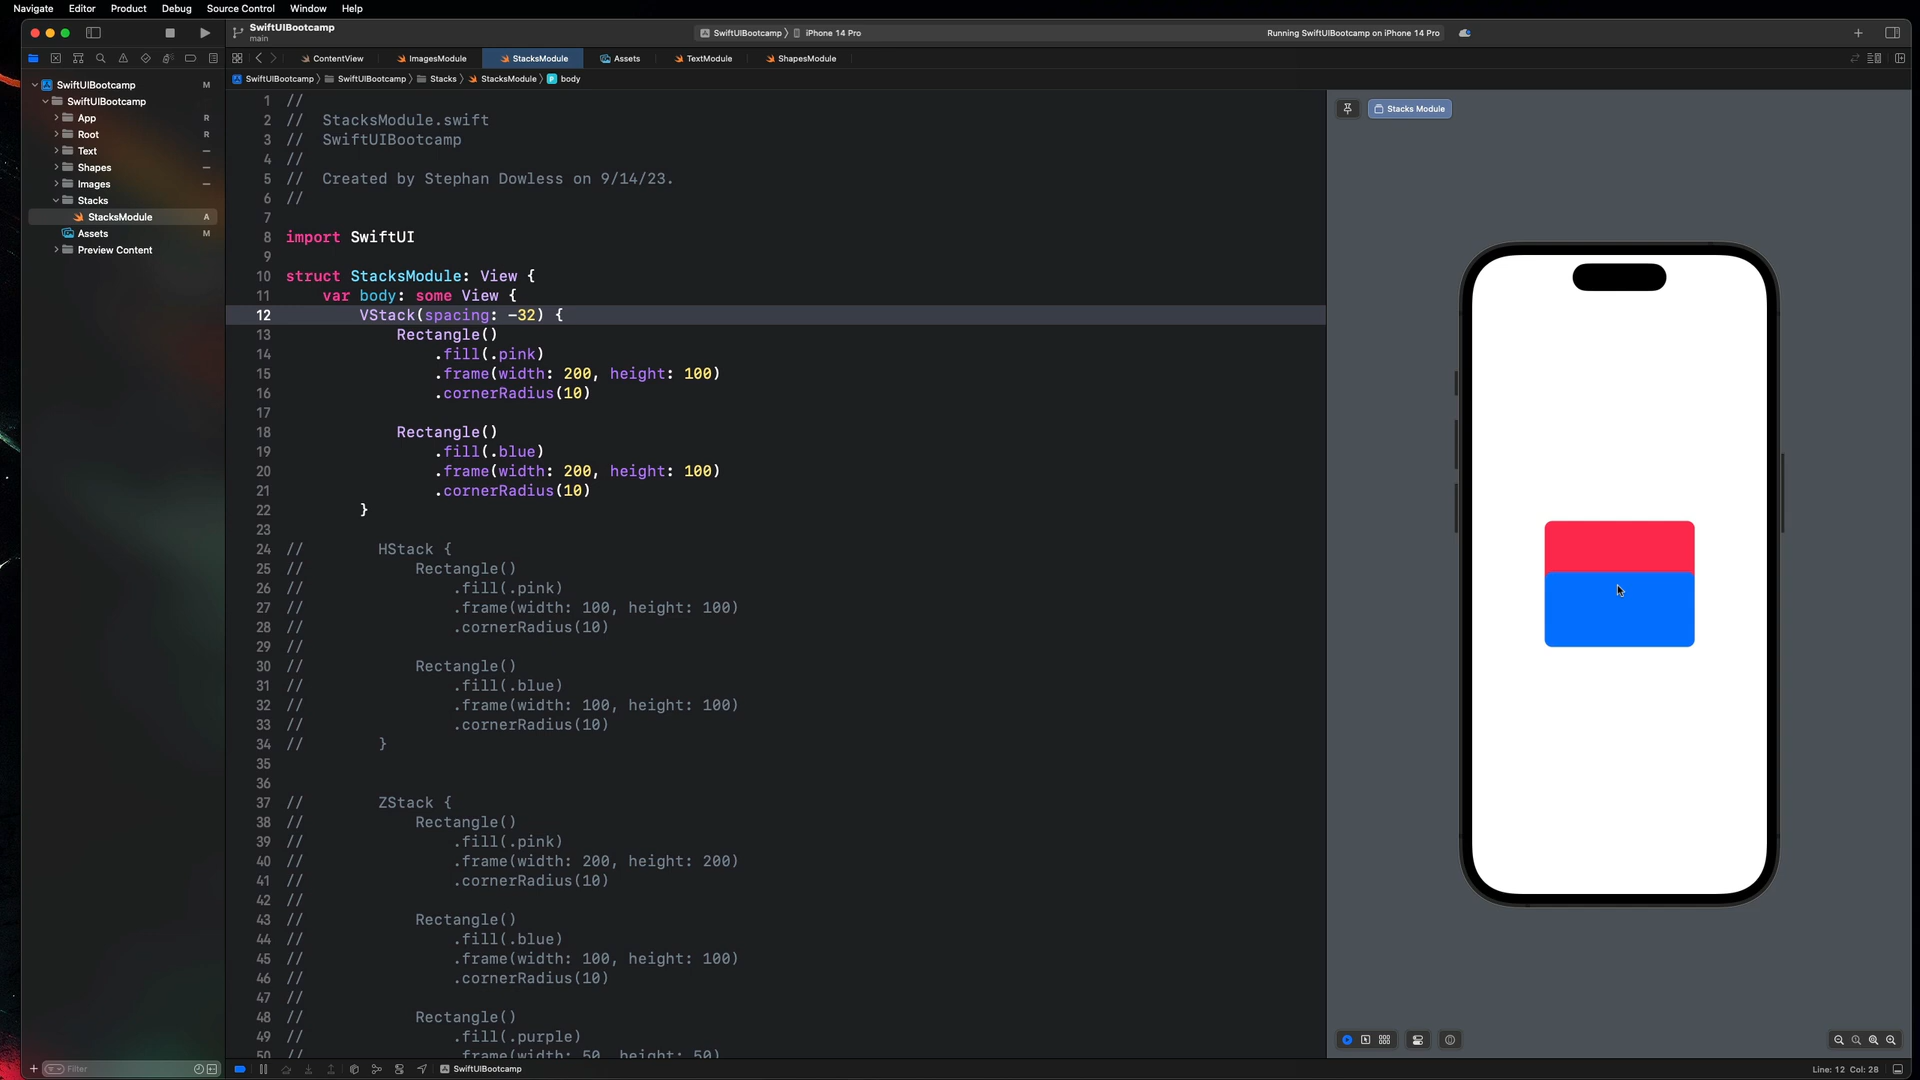 Navigate Editor Product Debug Source Control Window Help
SwiftUIBootcamp
main
SwiftUIBootcamp iPhone 14 Pro
Running SwiftUIBootcamp on iPhone 14 Pro
ContentView ImagesModule StacksModule Assets TextModule ShapesModule
SwiftUIBootcamp SwiftUIBootcamp Stacks StacksModule body
SwiftUIBootcamp M
SwiftUIBootcamp
App R
Root R
Text
Shapes
Images
Stacks
StacksModule A
Assets M
Preview Content
1 //
2 // StacksModule.swift
3 // SwiftUIBootcamp
4 //
5 // Created by Stephan Dowless on 9/14/23.
6 //
7
8 import SwiftUI
9
10 struct StacksModule: View {
11 var body: some View {
12 VStack(spacing: -32) {
13 Rectangle()
14 .fill(.pink)
15 .frame(width: 200, height: 100)
16 .cornerRadius(10)
17
18 Rectangle()
19 .fill(.blue)
20 .frame(width: 200, height: 100)
21 .cornerRadius(10)
22 }
23
24 // HStack {
25 // Rectangle()
26 // .fill(.pink)
27 // .frame(width: 100, height: 100)
28 // .cornerRadius(10)
29 //
30 // Rectangle()
31 // .fill(.blue)
32 // .frame(width: 100, height: 100)
33 // .cornerRadius(10)
34 // }
35
36
37 // ZStack {
38 // Rectangle()
39 // .fill(.pink)
40 // .frame(width: 200, height: 200)
41 // .cornerRadius(10)
42 //
43 // Rectangle()
44 // .fill(.blue)
45 // .frame(width: 100, height: 100)
46 // .cornerRadius(10)
47 //
48 // Rectangle()
49 // .fill(.purple)
50 // .frame(width: 50, height: 50)
Stacks Module
Filter
SwiftUIBootcamp
Line: 12 Col: 28